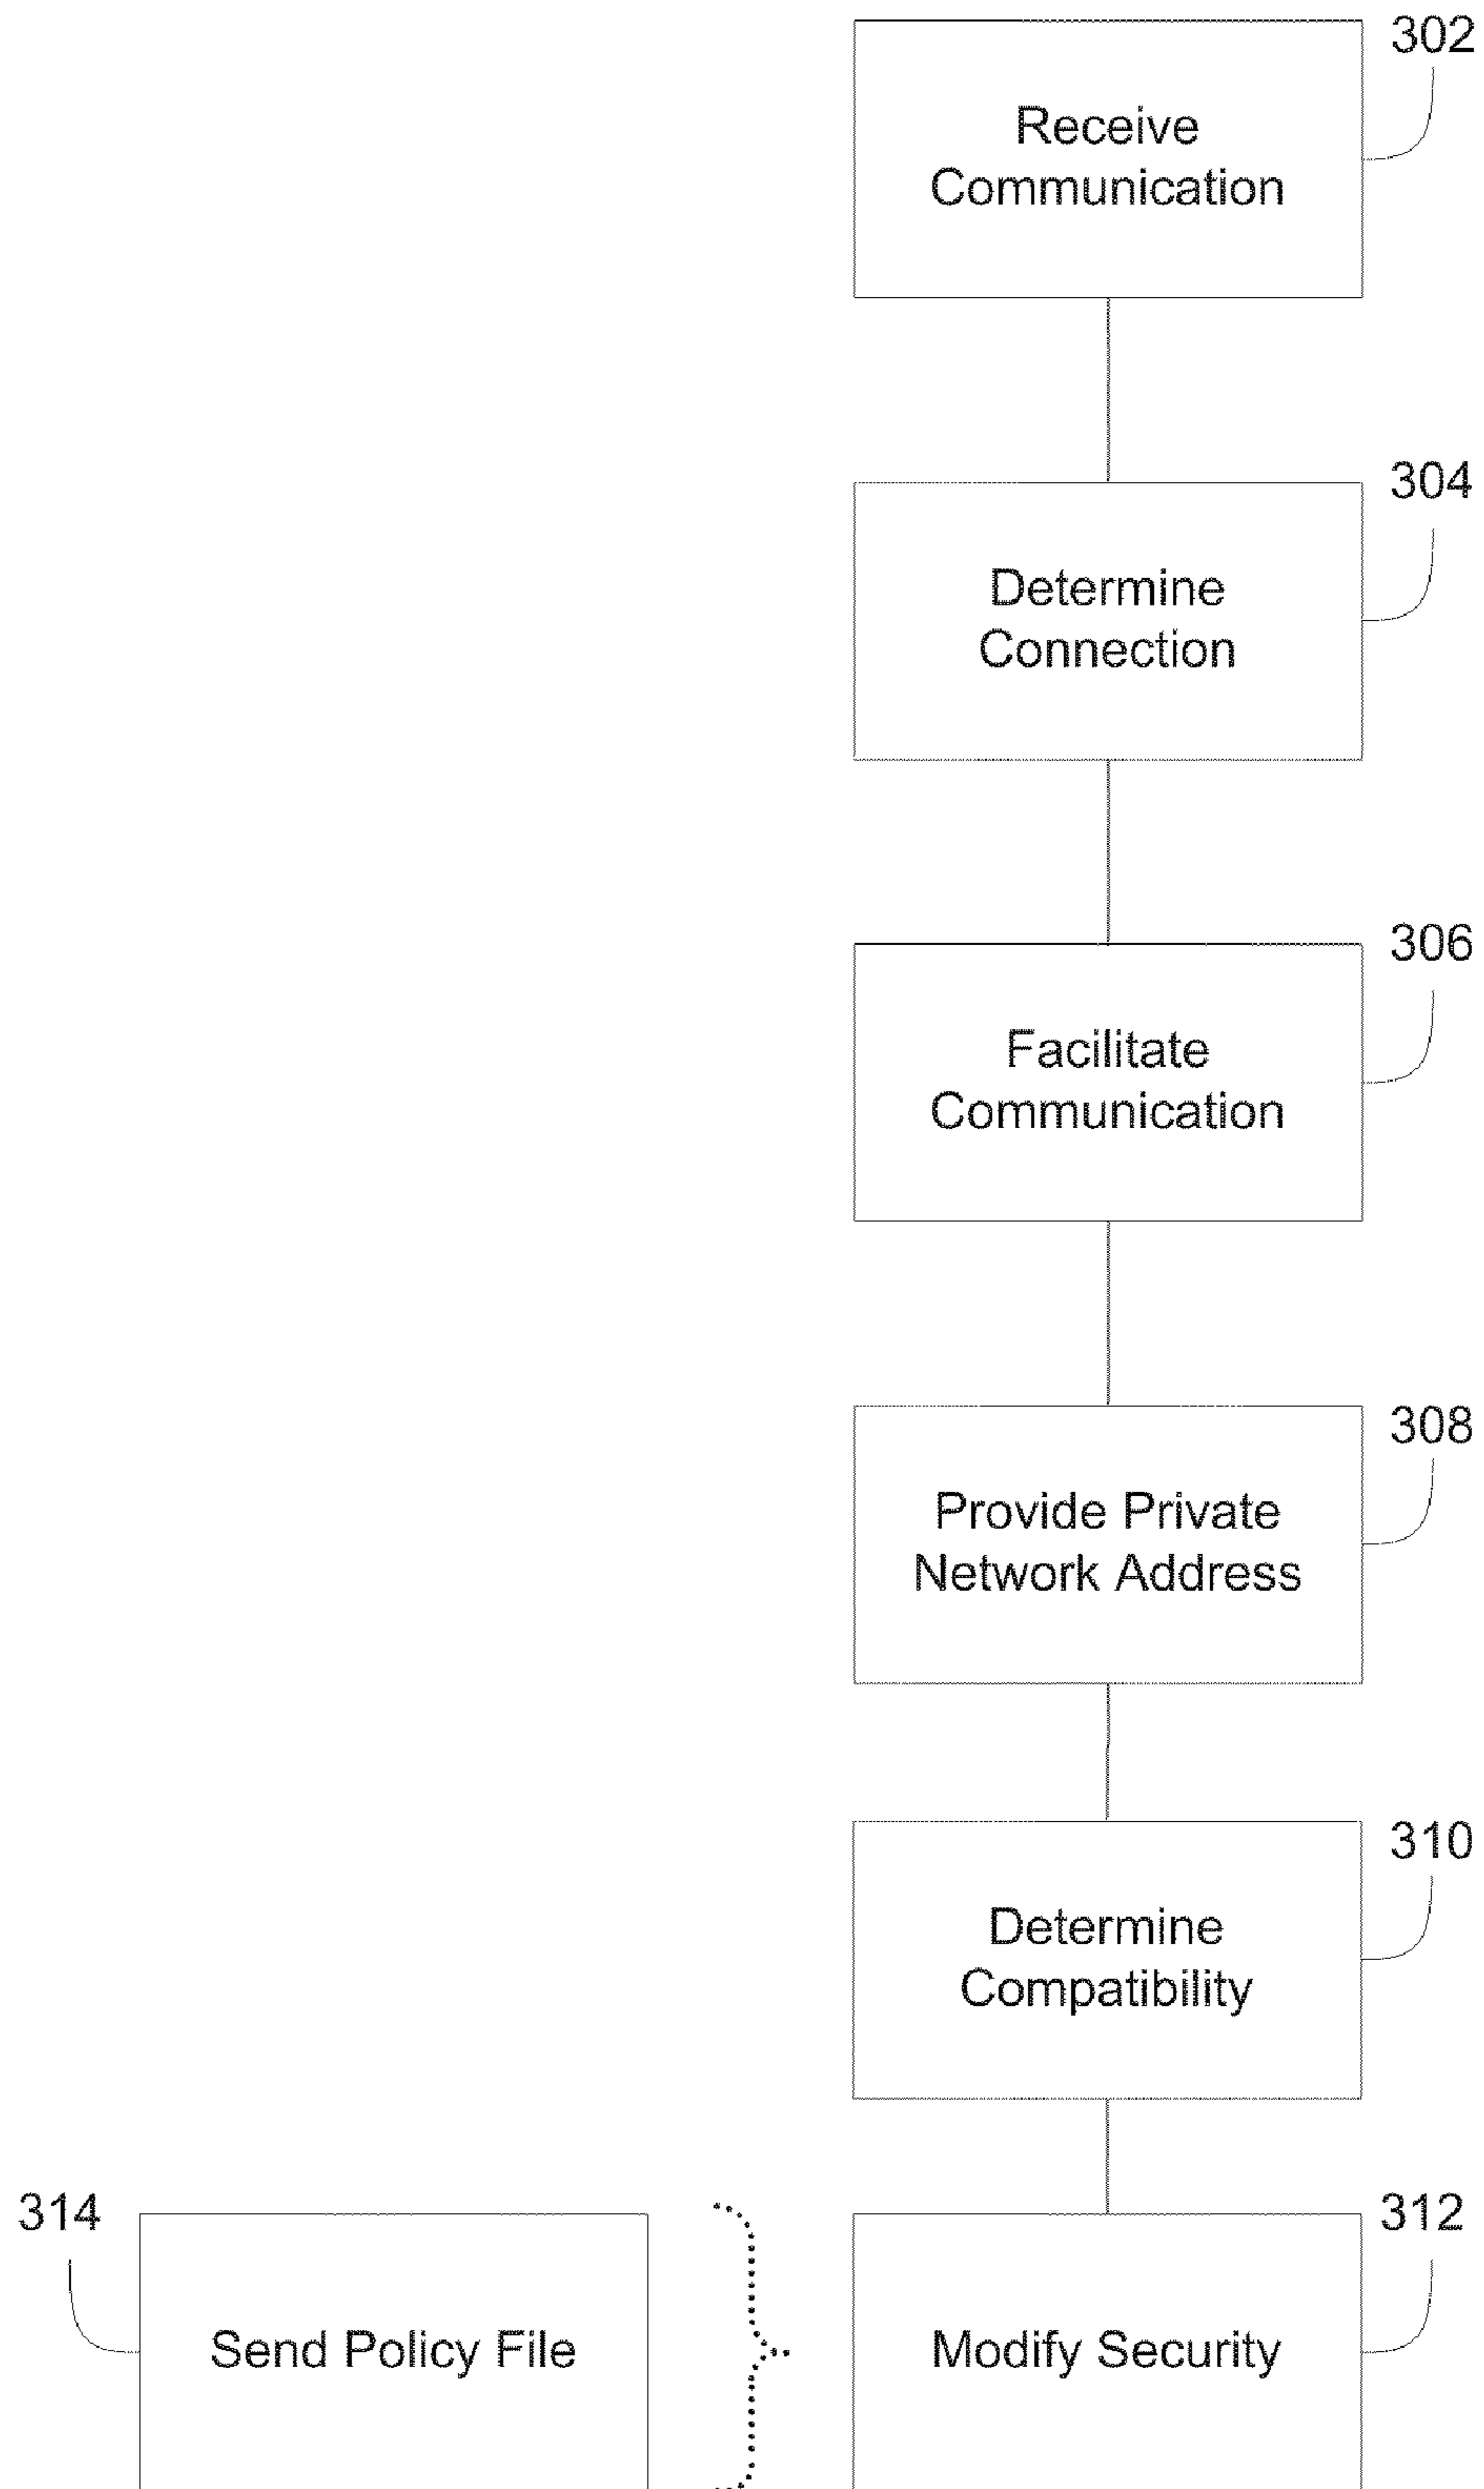 302
Receive
Communication
304
Determine
Connection
306
Facilitate
Communication
308
Provide Private
Network Address
310
Determine
Compatibility
314
312
Send Policy File
Modify Security